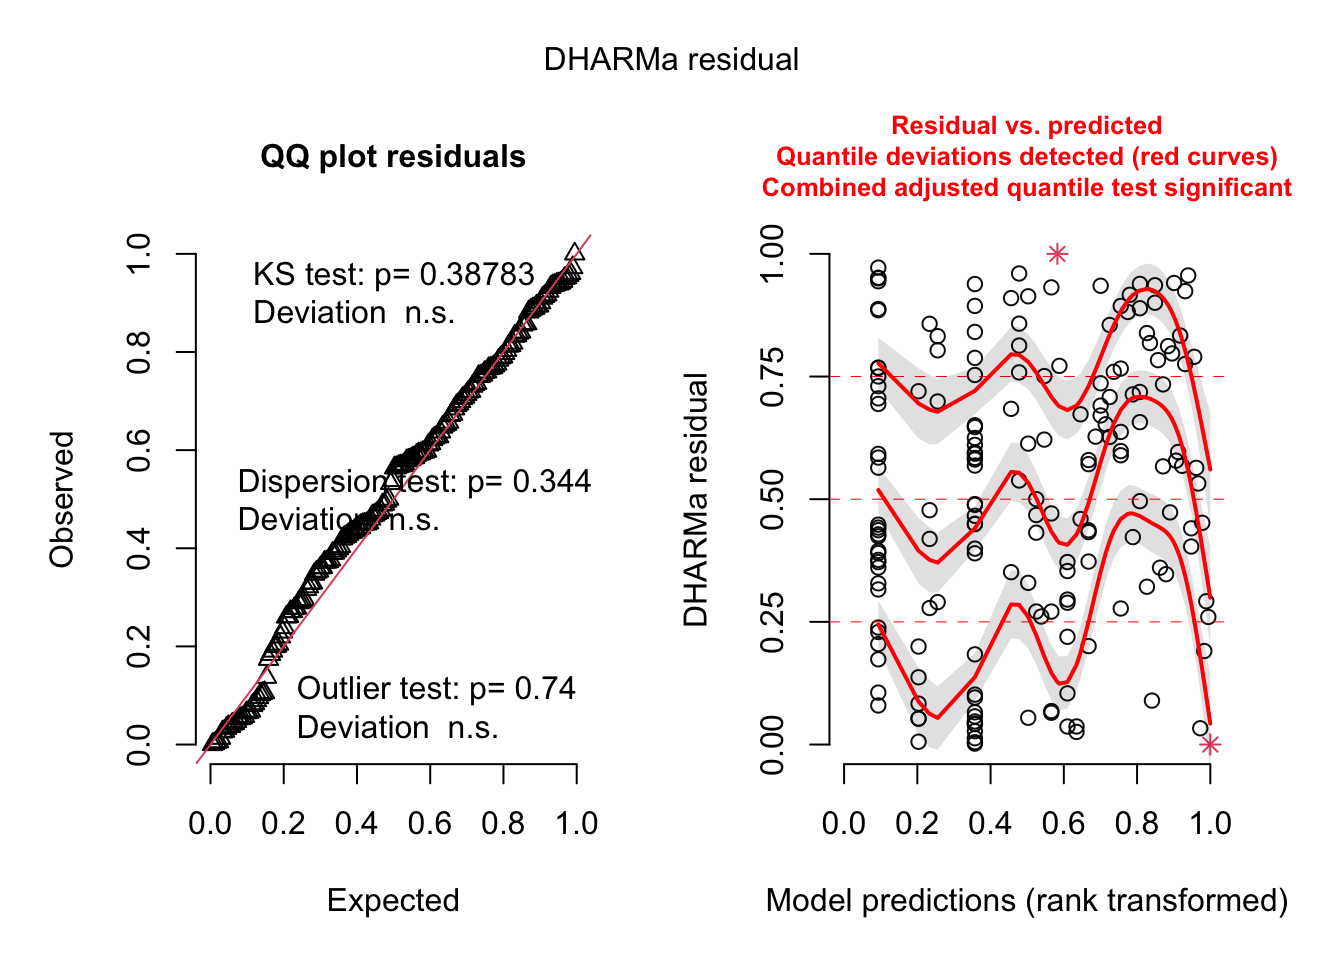 DHARMa residual
QQ plot residuals
KS test: p= 0.38783
Deviation  n.s.
Dispersion test: p= 0.344
Deviation  n.s.
Outlier test: p= 0.74
Deviation  n.s.
Observed
0.0
0.2
0.4
0.6
0.8
1.0
0.0 0.2 0.4 0.6 0.8 1.0
Expected
Residual vs. predicted
Quantile deviations detected (red curves)
Combined adjusted quantile test significant
DHARMa residual
0.00
0.25
0.50
0.75
1.00
0.0 0.2 0.4 0.6 0.8 1.0
Model predictions (rank transformed)